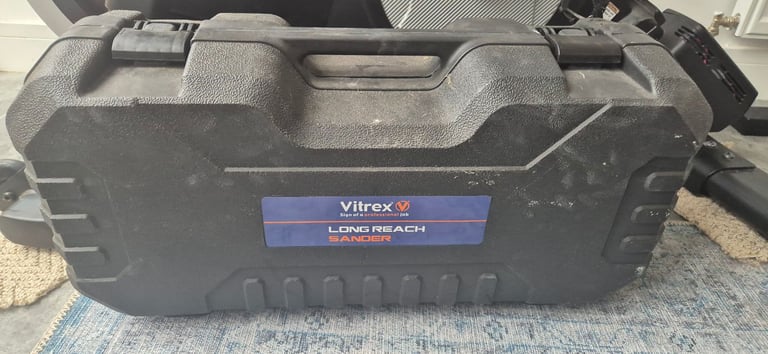 Vitrex
Sign of a professional job
LONG REACH
SANDER